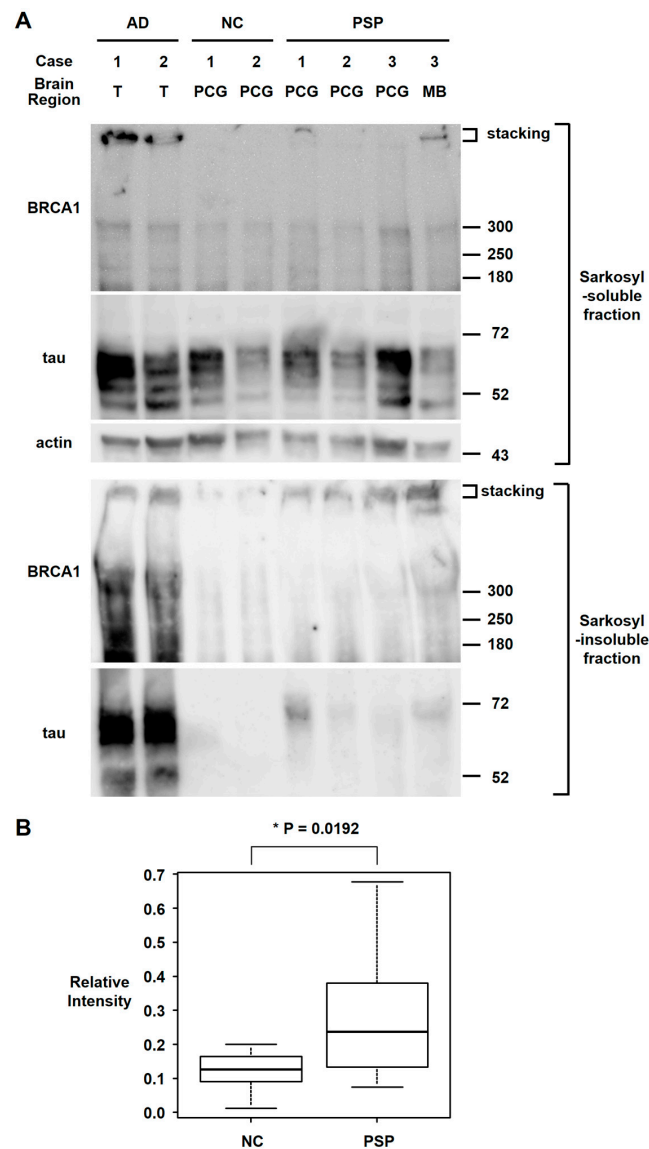 A
AD NC PSP
Case 1 2 1 2 1 2 3 3
Brain
Region T T PCG PCG PCG PCG PCG MB
stacking
BRCA1
300
250
180
Sarkosyl
-soluble
fraction
72
tau
52
actin
43
stacking
BRCA1
300
250
180
Sarkosyl
-insoluble
fraction
72
tau
52
B
* P = 0.0192
0.7
0.6
0.5
0.4
Relative
Intensity
0.3
0.2
0.1
0.0
NC PSP